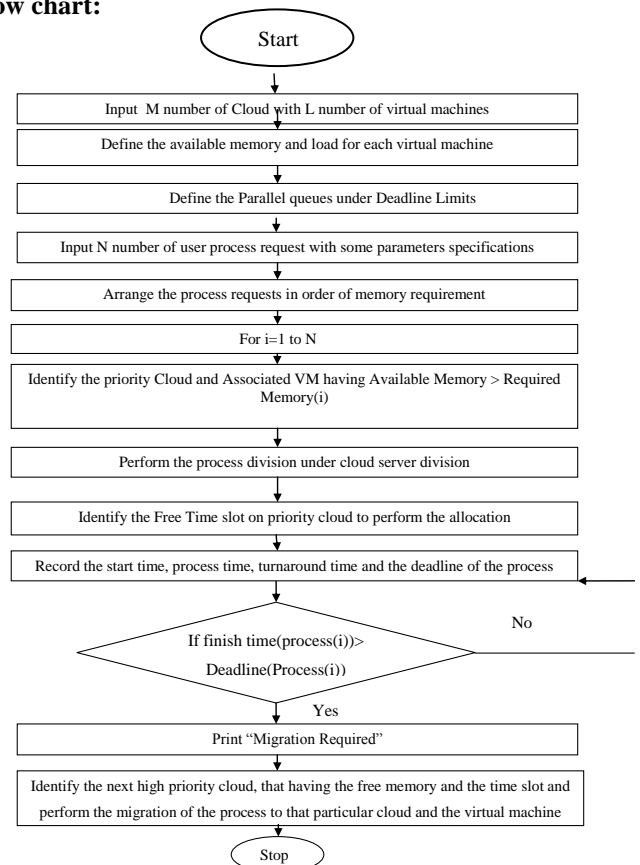 ow chart:
Start
Input M number of Cloud with L number of virtual machines
Define the available memory and load for each virtual machine
Define the Parallel queues under Deadline Limits
Input N number of user process request with some parameters specifications
Arrange the process requests in order of memory requirement
For i=1 to N
Identify the priority Cloud and Associated VM having Available Memory > Required
Memory(i)
Perform the process division under cloud server division
Identify the Free Time slot on priority cloud to perform the allocation
Record the start time, process time, turnaround time and the deadline of the process
No
If finish time(process(i))>
Deadline(Process(i))
Yes
Print “Migration Required”
Identify the next high priority cloud, that having the free memory and the time slot and
perform the migration of the process to that particular cloud and the virtual machine
Stop